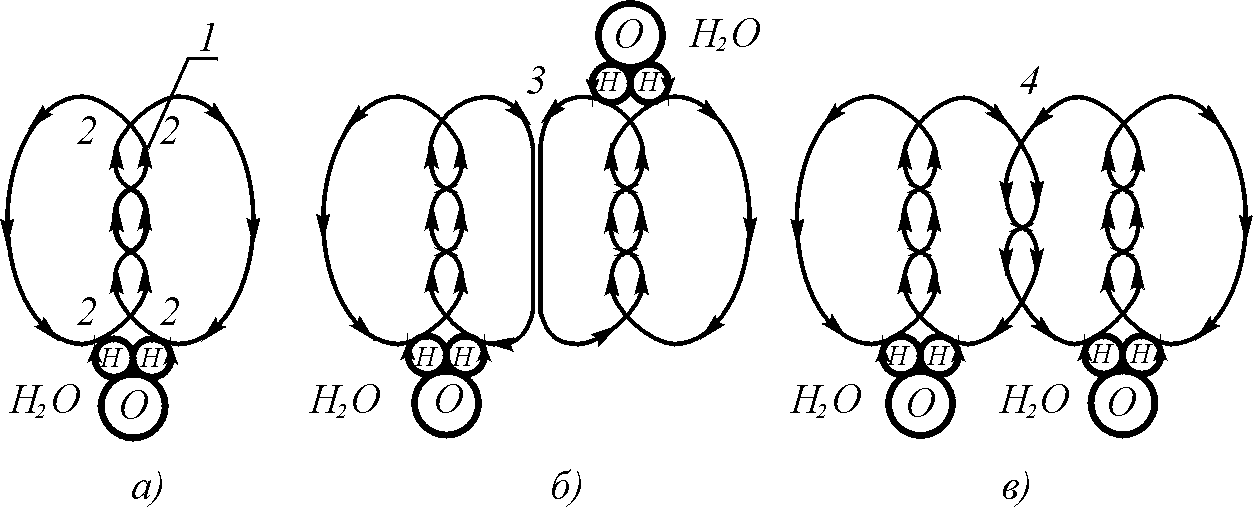 1
2 2
2 2
H H
H₂O O
а)
O H₂O
H H
3
H H
H₂O O
б)
4
H H H H
H₂O O H₂O O
в)